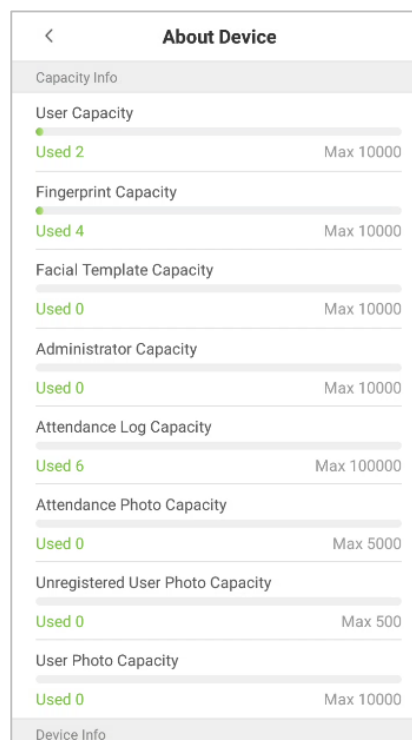 About Device
Capacity Info
User Capacity
Used 2 Max 10000
Fingerprint Capacity
Used 4 Max 10000
Facial Template Capacity
Used 0 Max 10000
Administrator Capacity
Used 0 Max 10000
Attendance Log Capacity
Used 6 Max 100000
Attendance Photo Capacity
Used 0 Max 5000
Unregistered User Photo Capacity
Used 0 Max 500
User Photo Capacity
Used 0 Max 10000
Device Info